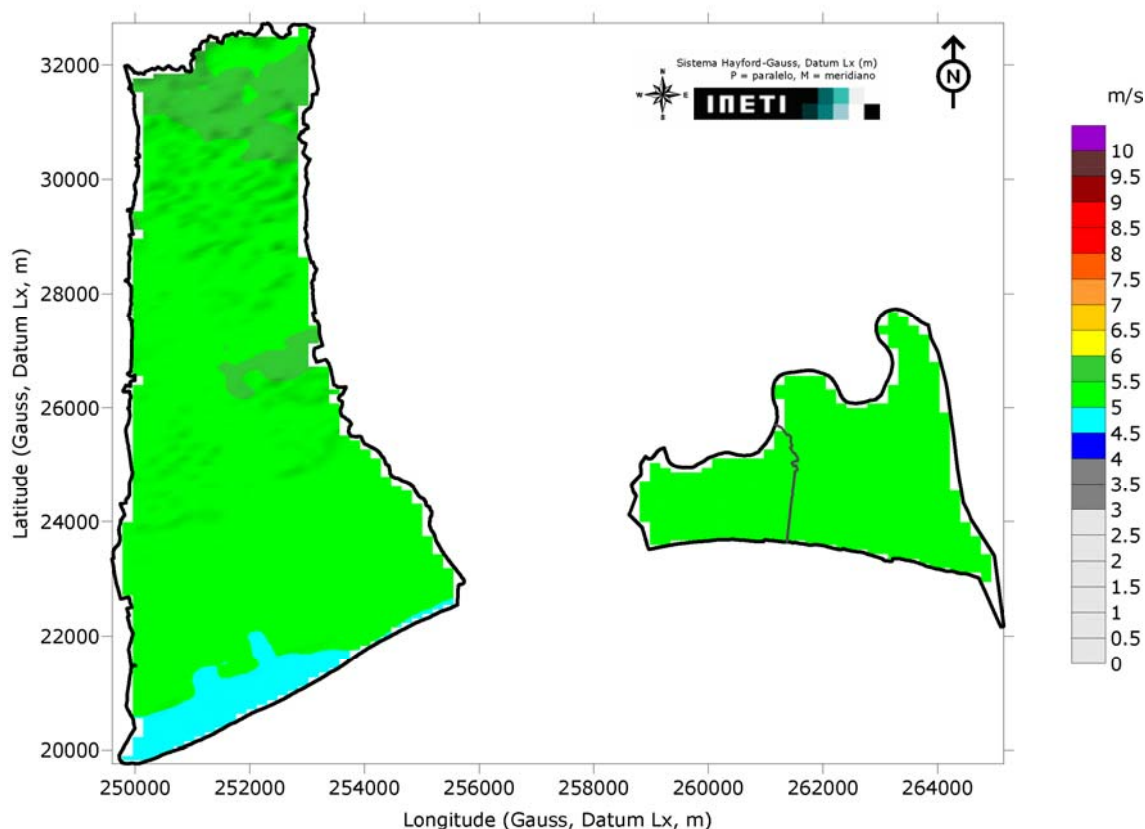 Sistema Hayford-Gauss, Datum Lx (m)
P = paralelo, M = meridiano
N
W E
S
INETI
N
m/s
10
9.5
9
8.5
8
7.5
7
6.5
6
5.5
5
4.5
4
3.5
3
2.5
2
1.5
1
0.5
0
Latitude (Gauss, Datum Lx, m)
32000
30000
28000
26000
24000
22000
20000
250000 252000 254000 256000 258000 260000 262000 264000
Longitude (Gauss, Datum Lx, m)